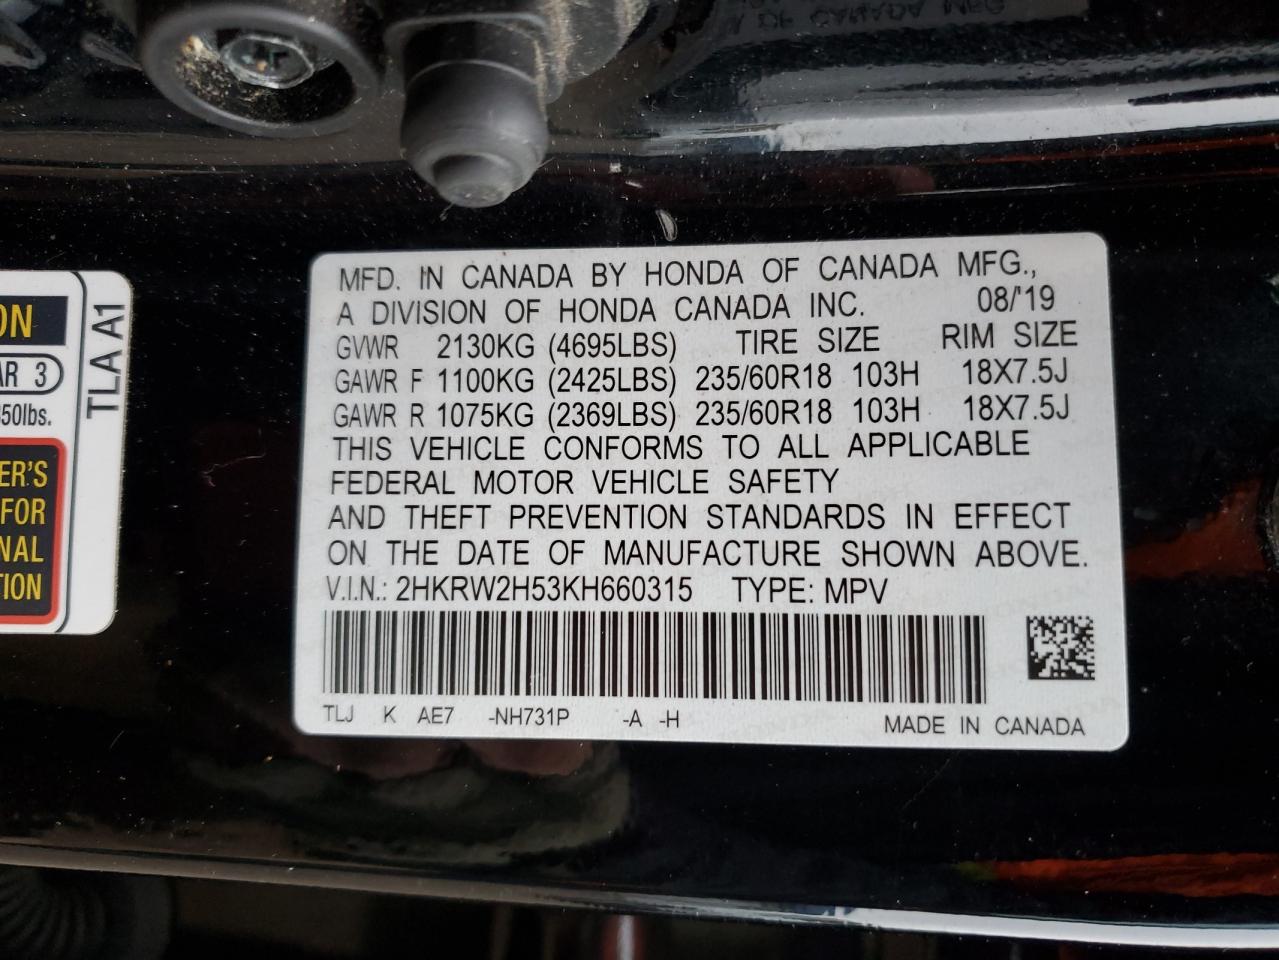 MFD. IN CANADA BY HONDA OF CANADA MFG.,
A DIVISION OF HONDA CANADA INC. 08/'19
GVWR 2130KG (4695LBS) TIRE SIZE RIM SIZE
GAWR F 1100KG (2425LBS) 235/60R18 103H 18X7.5J
GAWR R 1075KG (2369LBS) 235/60R18 103H 18X7.5J
THIS VEHICLE CONFORMS TO ALL APPLICABLE
FEDERAL MOTOR VEHICLE SAFETY
AND THEFT PREVENTION STANDARDS IN EFFECT
ON THE DATE OF MANUFACTURE SHOWN ABOVE.
V.I.N.: 2HKRW2H53KH660315 TYPE: MPV
TLJ K AE7 -NH731P -A -H MADE IN CANADA
ON
AR 3
50lbs.
ER'S
FOR
NAL
TION
TLA A1